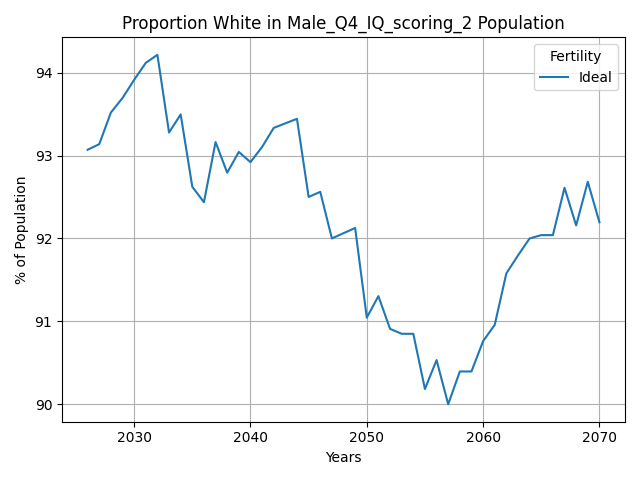 Proportion White in Male_Q4_IQ_scoring_2 Population
Fertility
Ideal
% of Population
94
93
92
91
90
2030 2040 2050 2060 2070
Years